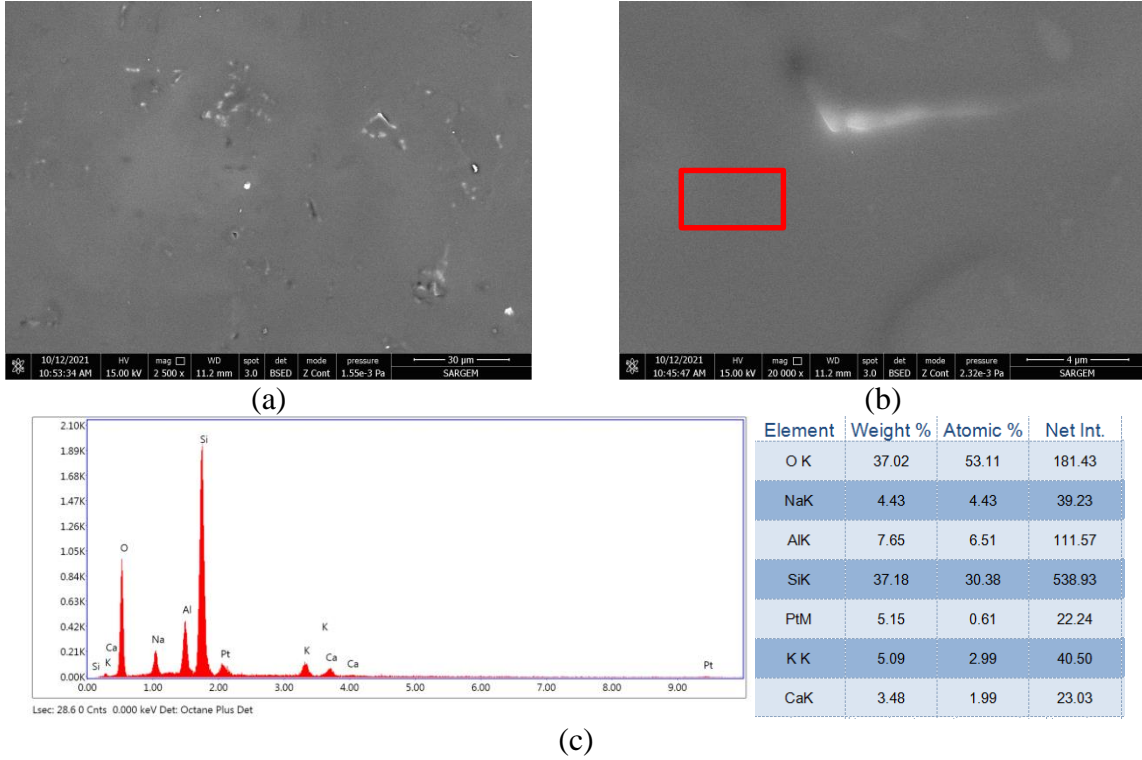 10/12/2021 HV mag WD spot det mode pressure 30 µm
10:53:34 AM 15.00 kV 2 500 x 11.2 mm 3.0 BSED Z Cont 1.55e-3 Pa SARGEM
(a)
10/12/2021 HV mag WD spot det mode pressure 4 µm
10:45:47 AM 15.00 kV 20 000 x 11.2 mm 3.0 BSED Z Cont 2.32e-3 Pa SARGEM
(b)
2.10K
1.89K
1.68K
1.47K
1.26K
1.05K
0.84K
0.63K
0.42K
0.21K
0.00K
Si
O
Al
K
Ca
Na
K
Ca
Pt
K
Ca
Si
Pt
0.00 1.00 2.00 3.00 4.00 5.00 6.00 7.00 8.00 9.00
Lsec: 28.6 0 Cnts 0.000 keV Det: Octane Plus Det
Element Weight % Atomic % Net Int.
O K 37.02 53.11 181.43
NaK 4.43 4.43 39.23
AlK 7.65 6.51 111.57
SiK 37.18 30.38 538.93
PtM 5.15 0.61 22.24
K K 5.09 2.99 40.50
CaK 3.48 1.99 23.03
(c)